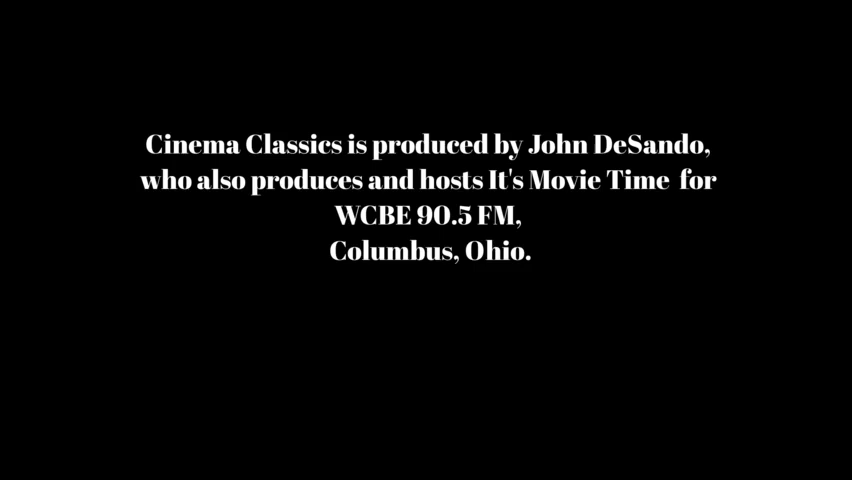 Cinema Classics is produced by John DeSando,
who also produces and hosts It's Movie Time  for
WCBE 90.5 FM,
Columbus, Ohio.